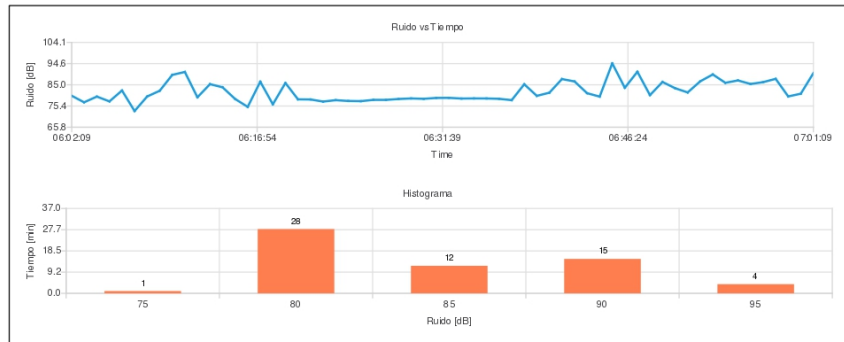 Ruido vs Tiempo
104.1
94.6
85.0
75.4
65.8
Ruido [dB]
06:02:09 06:16:54 06:31:39 06:46:24 07:01:09
Time
Histograma
37.0
27.7
18.5
9.2
0.0
Tiempo [min]
1 28 12 15 4
75 80 85 90 95
Ruido [dB]